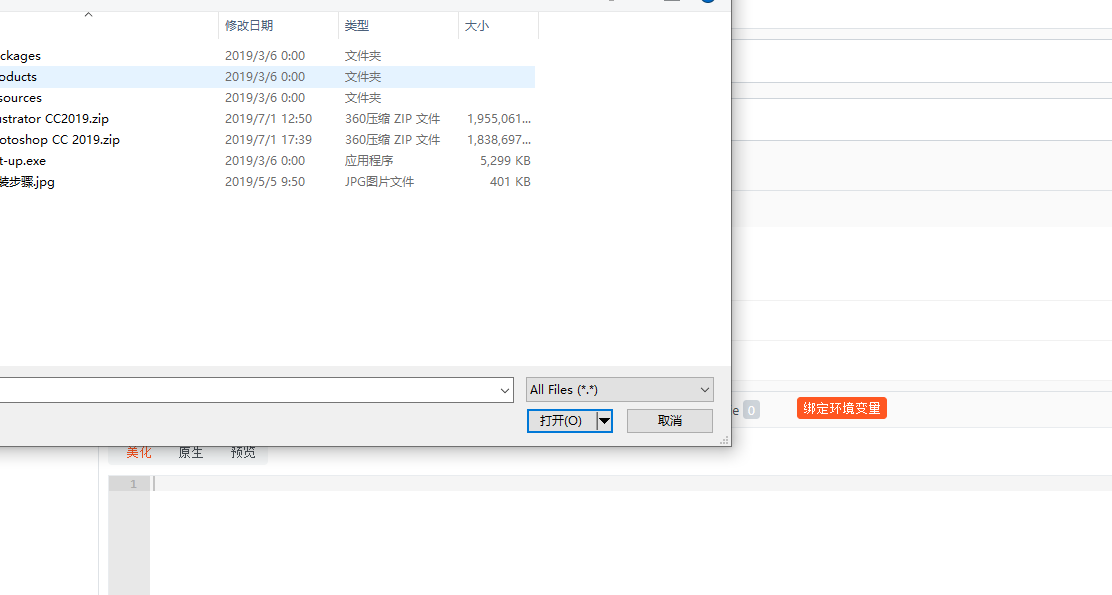 修改日期 类型 大小
ckages 2019/3/6 0:00 文件夹
oducts 2019/3/6 0:00 文件夹
sources 2019/3/6 0:00 文件夹
ustrator CC2019.zip 2019/7/1 12:50 360压缩 ZIP 文件 1,955,061...
otoshop CC 2019.zip 2019/7/1 17:39 360压缩 ZIP 文件 1,838,697...
t-up.exe 2019/3/6 0:00 应用程序 5,299 KB
装步骤.jpg 2019/5/5 9:50 JPG图片文件 401 KB
All Files (*.*)
打开(O) 取消
e 0 绑定环境变量
美化 原生 预览
1